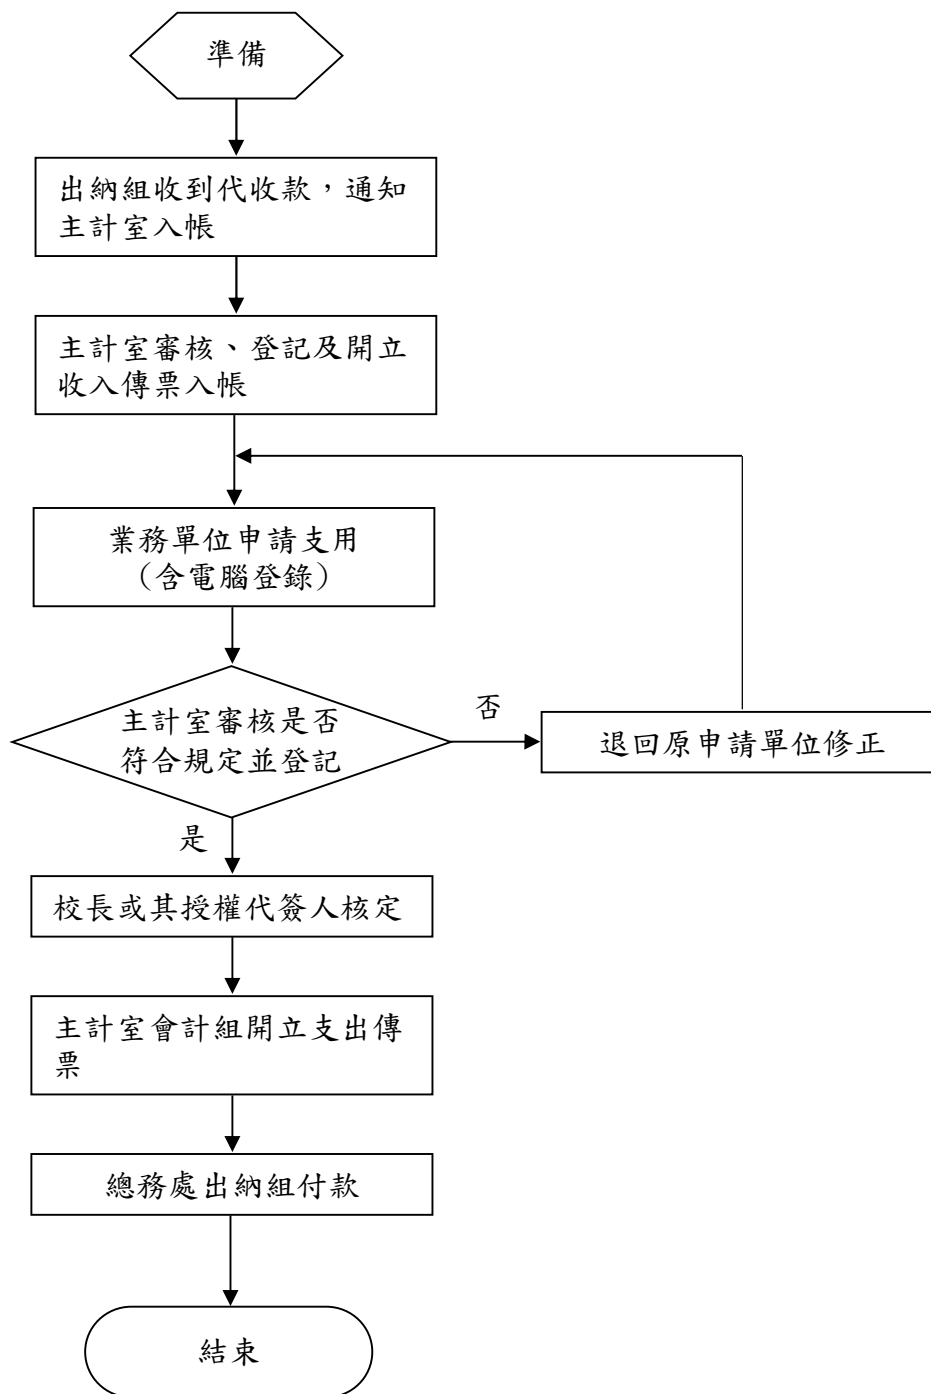 準備
出納組收到代收款，通知
主計室入帳
主計室審核、登記及開立
收入傳票入帳
業務單位申請支用
（含電腦登錄）
主計室審核是否
符合規定並登記
否
退回原申請單位修正
是
校長或其授權代簽人核定
主計室會計組開立支出傳
票
總務處出納組付款
結束